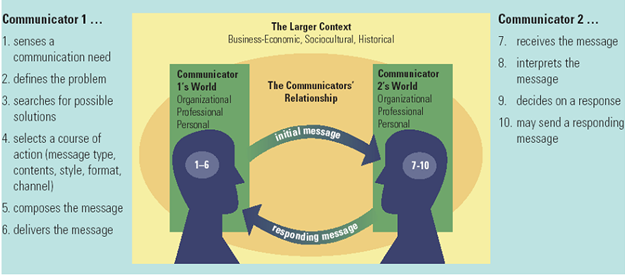 Communicator 1 ...
1. senses a
communication need
2. defines the problem
3. searches for possible
solutions
4. selects a course of
action (message type,
contents, style, format,
channel)
5. composes the message
6. delivers the message
The Larger Context
Business-Economic, Sociocultural, Historical
Communicator
1's World
Organizational
Professional
Personal
The Communicators'
Relationship
Communicator
2's World
Organizational
Professional
Personal
initial message
1–6
7-10
responding message
Communicator 2 ...
7. receives the message
8. interprets the
message
9. decides on a response
10. may send a responding
message